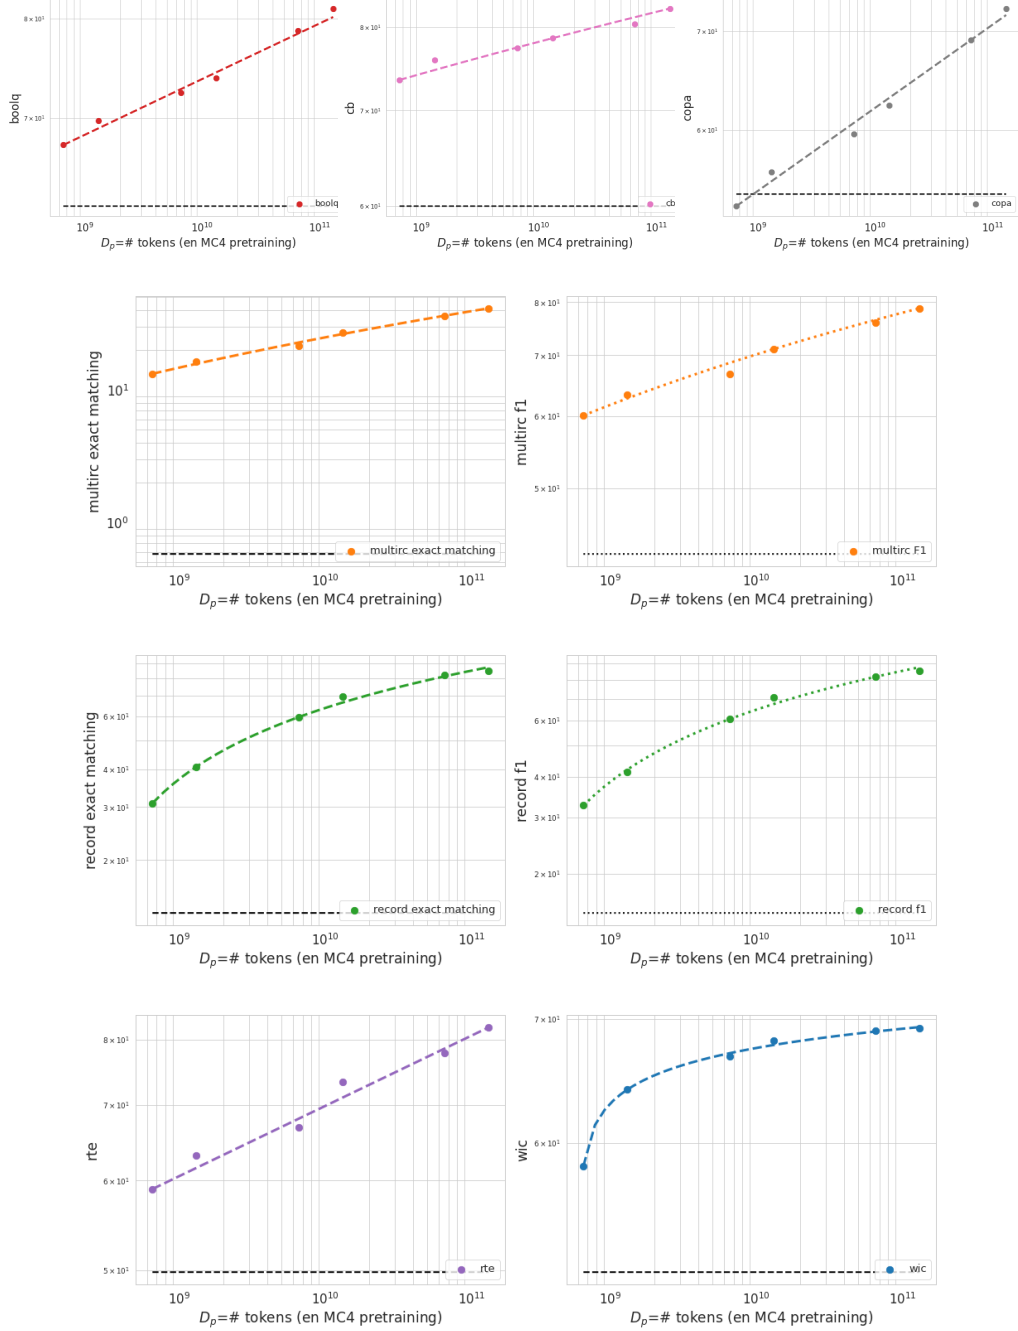 8×10¹
7×10¹
boolq
boolq
10⁹
10¹⁰
10¹¹
Dₚ=# tokens (en MC4 pretraining)
8×10¹
7×10¹
6×10¹
cb
cb
10⁹
10¹⁰
10¹¹
Dₚ=# tokens (en MC4 pretraining)
7×10¹
6×10¹
copa
copa
10⁹
10¹⁰
10¹¹
Dₚ=# tokens (en MC4 pretraining)
10¹
10⁰
multirc exact matching
multirc exact matching
10⁹
10¹⁰
10¹¹
Dₚ=# tokens (en MC4 pretraining)
8×10¹
7×10¹
6×10¹
5×10¹
multirc f1
multirc F1
10⁹
10¹⁰
10¹¹
Dₚ=# tokens (en MC4 pretraining)
6×10¹
4×10¹
3×10¹
2×10¹
record exact matching
record exact matching
10⁹
10¹⁰
10¹¹
Dₚ=# tokens (en MC4 pretraining)
6×10¹
4×10¹
3×10¹
2×10¹
record f1
record f1
10⁹
10¹⁰
10¹¹
Dₚ=# tokens (en MC4 pretraining)
8×10¹
7×10¹
6×10¹
5×10¹
rte
rte
10⁹
10¹⁰
10¹¹
Dₚ=# tokens (en MC4 pretraining)
7×10¹
6×10¹
wic
wic
10⁹
10¹⁰
10¹¹
Dₚ=# tokens (en MC4 pretraining)